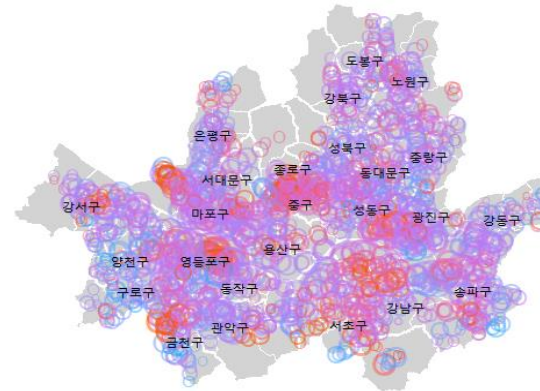 도봉구
노원구
강북구
은평구
성북구
중랑구
종로구
동대문구
서대문구
강서구
마포구
중구
성동구
광진구
강동구
용산구
양천구
영등포구
동작구
구로구
송파구
강남구
관악구
서초구
금천구